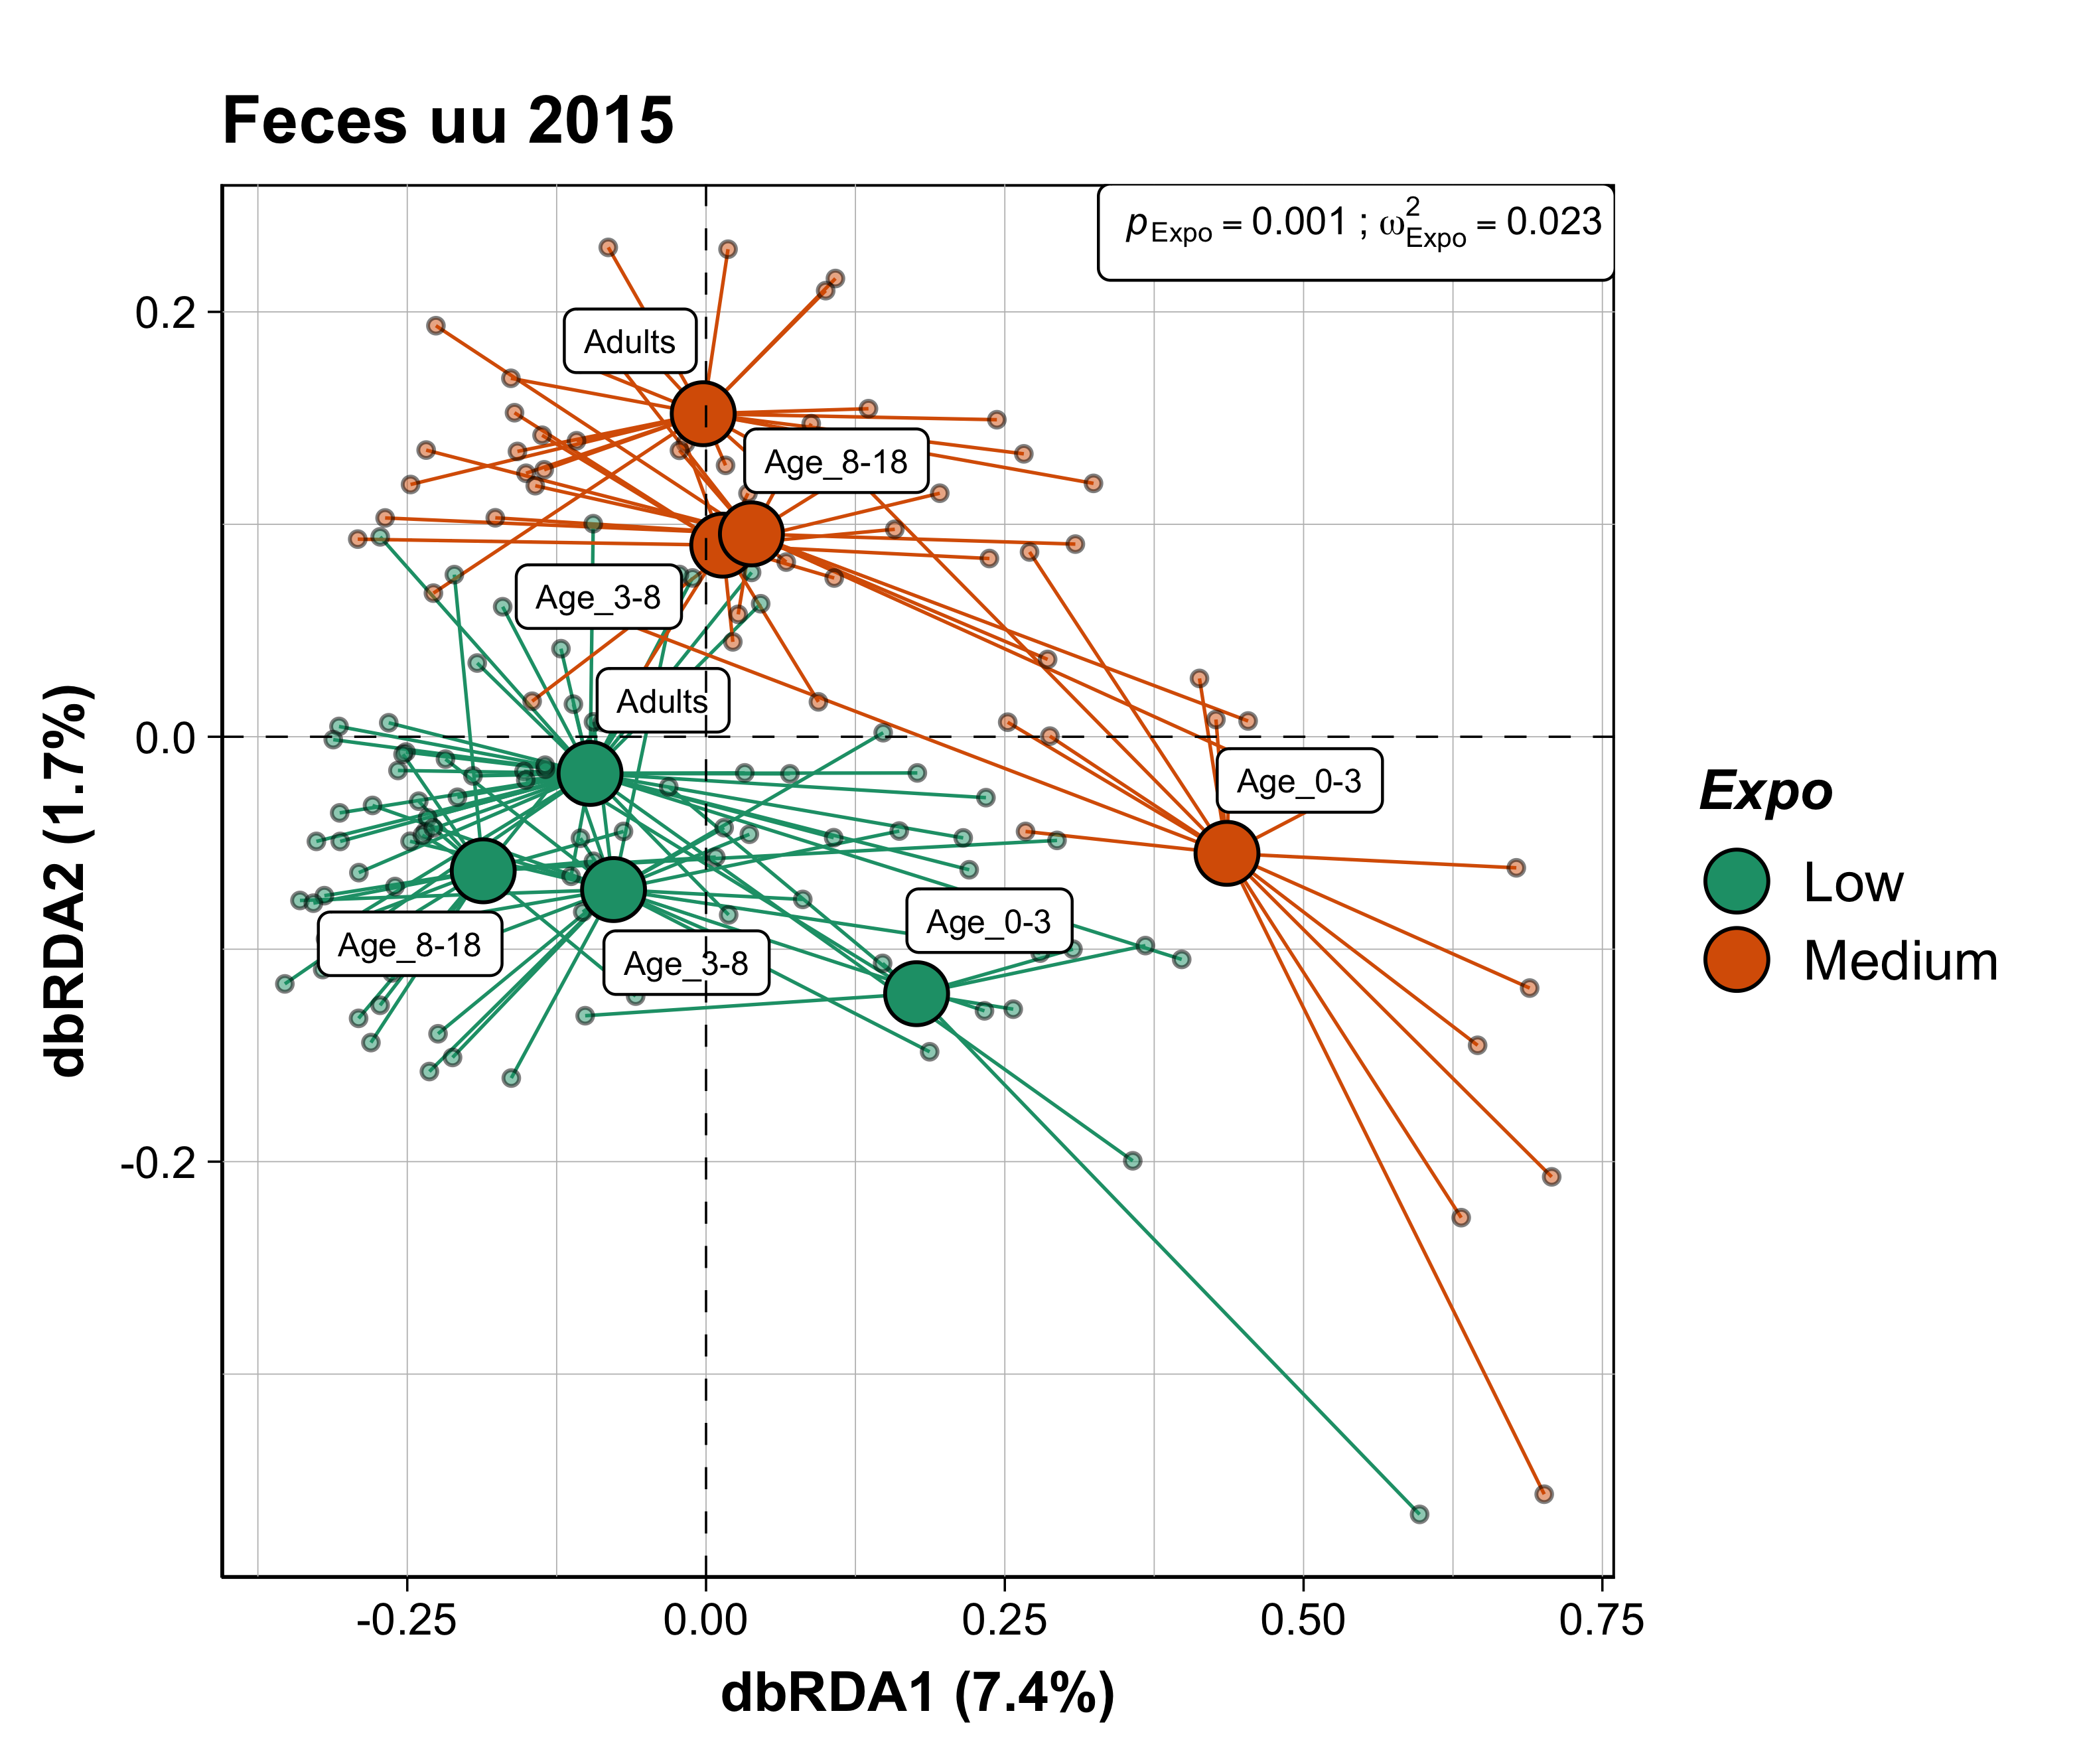 Feces uu 2015
p Expo = 0.001 ; ω²Expo = 0.023
Adults
Age_8-18
Age_3-8
Adults
Age_0-3
Age_0-3
Age_8-18
Age_3-8
0.2
0.0
-0.2
dbRDA2 (1.7%)
-0.25 0.00 0.25 0.50 0.75
dbRDA1 (7.4%)
Expo
Low
Medium